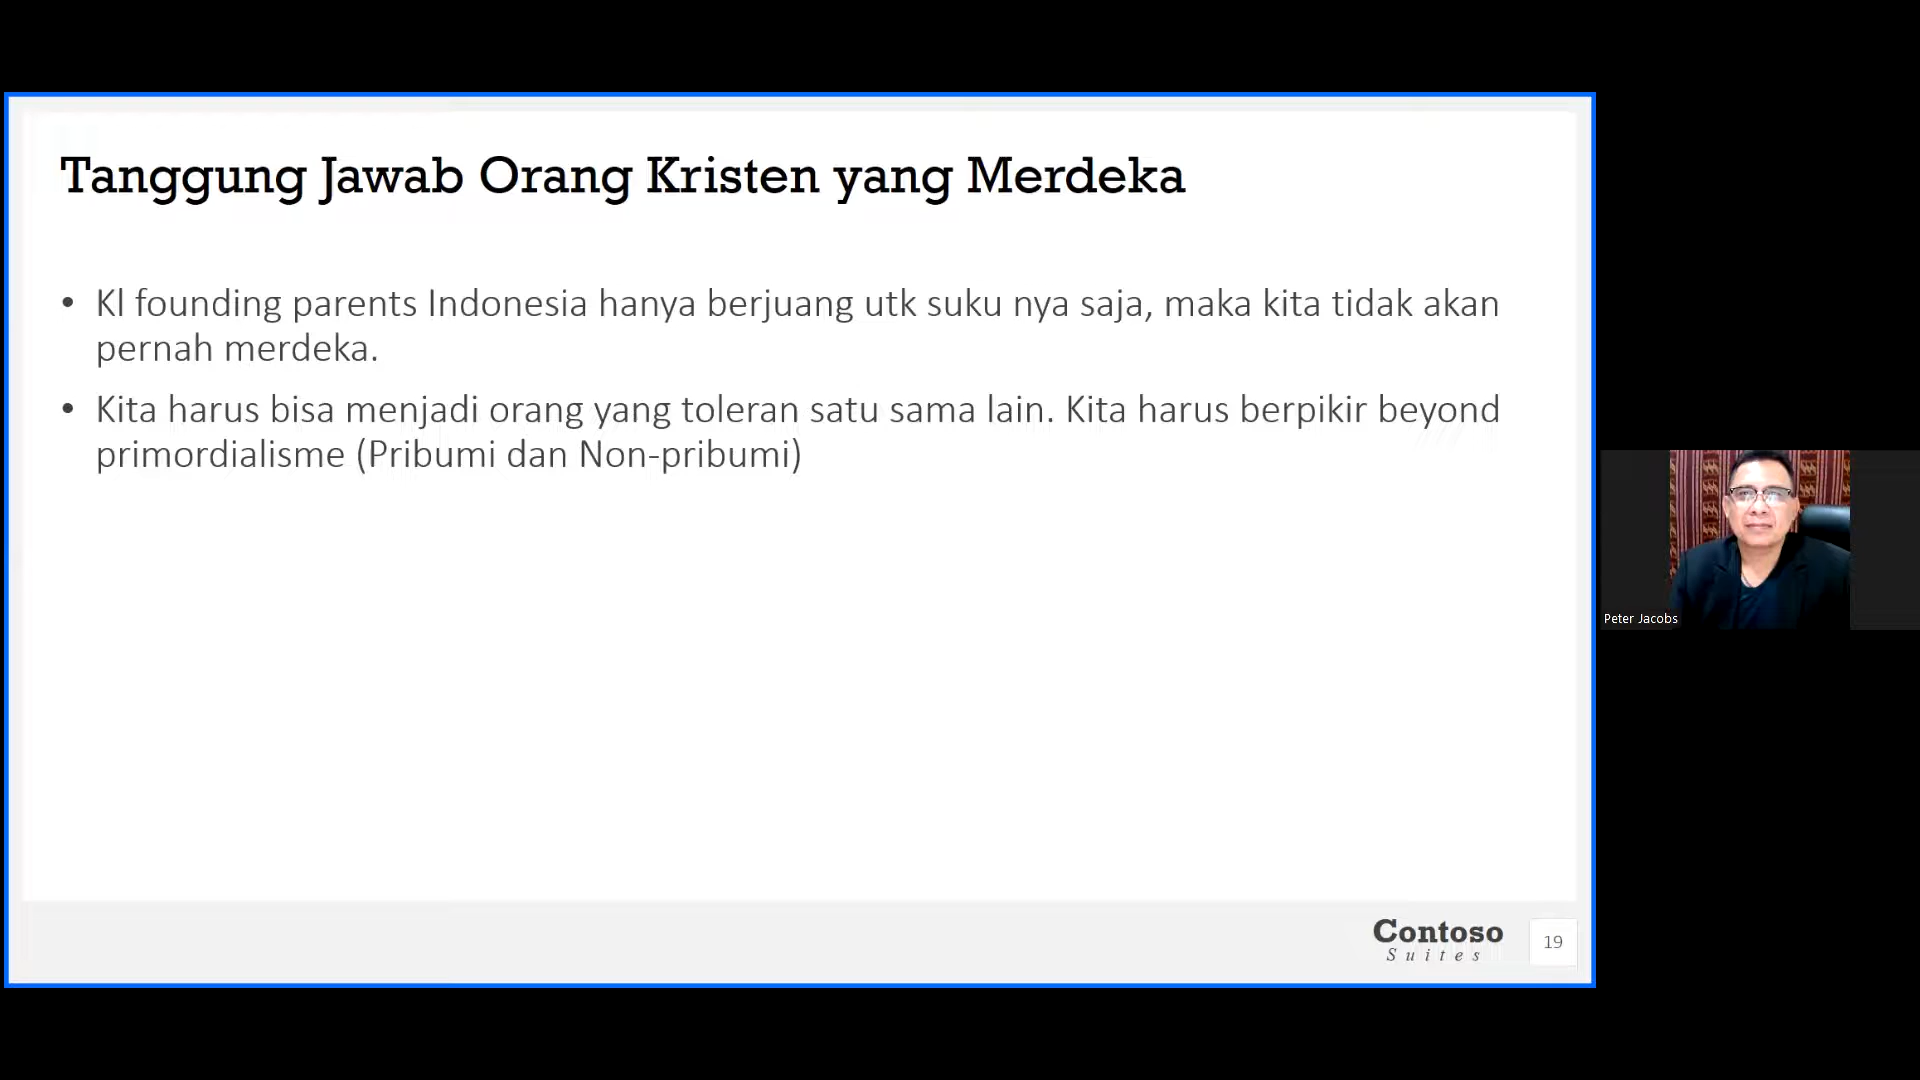 Tanggung Jawab Orang Kristen yang Merdeka
• Kl founding parents Indonesia hanya berjuang utk suku nya saja, maka kita tidak akan
pernah merdeka.
• Kita harus bisa menjadi orang yang toleran satu sama lain. Kita harus berpikir beyond
primordialisme (Pribumi dan Non-pribumi)
Peter Jacobs
Contoso
Suites
19